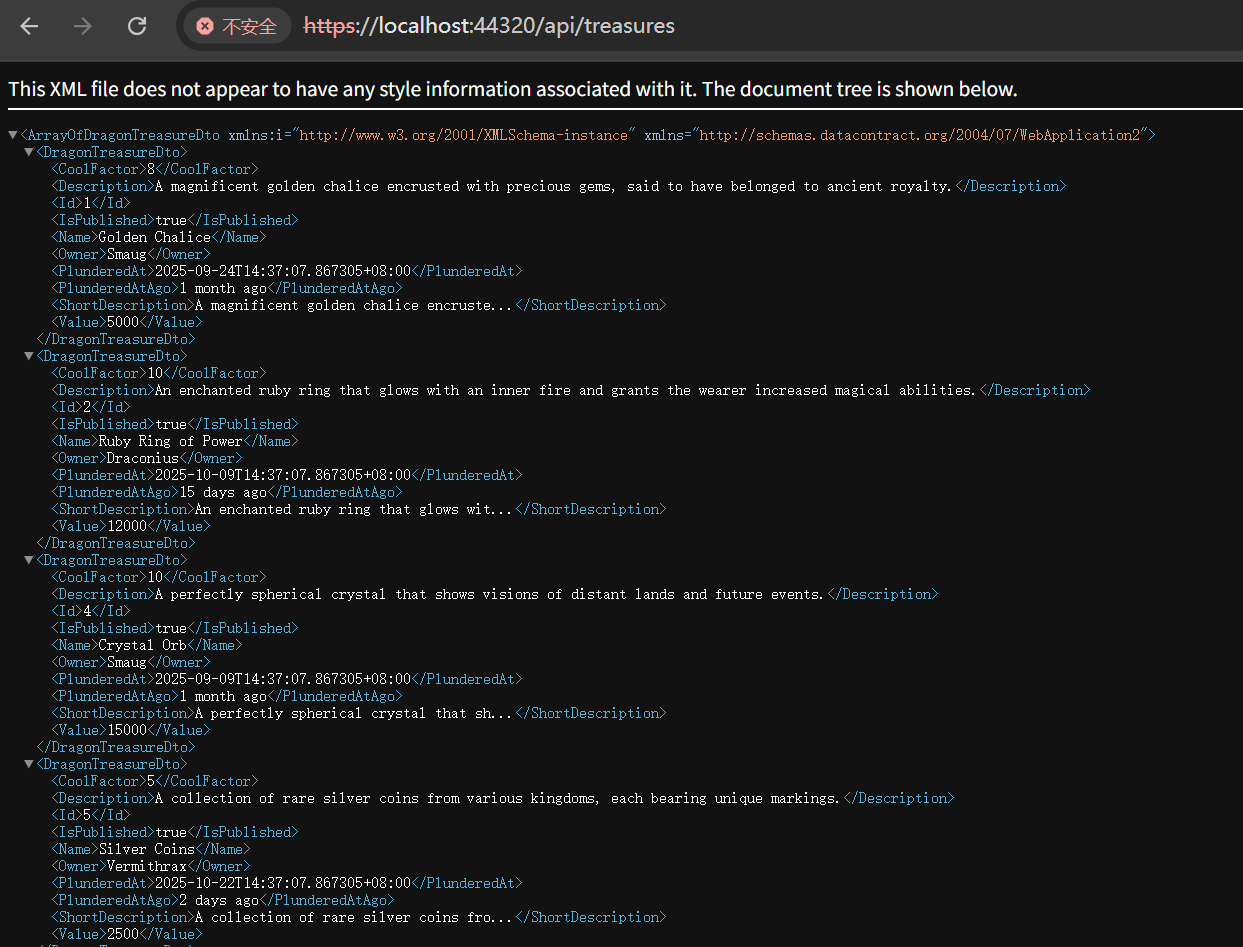 不安全 https://localhost:44320/api/treasures
This XML file does not appear to have any style information associated with it. The document tree is shown below.
▼<ArrayOfDragonTreasureDto xmlns:i="http://www.w3.org/2001/XMLSchema-instance" xmlns="http://schemas.datacontract.org/2004/07/WebApplication2">
▼<DragonTreasureDto>
<CoolFactor>8</CoolFactor>
<Description>A magnificent golden chalice encrusted with precious gems, said to have belonged to ancient royalty.</Description>
<Id>1</Id>
<IsPublished>true</IsPublished>
<Name>Golden Chalice</Name>
<Owner>Smaug</Owner>
<PlunderedAt>2025-09-24T14:37:07.867305+08:00</PlunderedAt>
<PlunderedAtAgo>1 month ago</PlunderedAtAgo>
<ShortDescription>A magnificent golden chalice encruste...</ShortDescription>
<Value>5000</Value>
</DragonTreasureDto>
▼<DragonTreasureDto>
<CoolFactor>10</CoolFactor>
<Description>An enchanted ruby ring that glows with an inner fire and grants the wearer increased magical abilities.</Description>
<Id>2</Id>
<IsPublished>true</IsPublished>
<Name>Ruby Ring of Power</Name>
<Owner>Draconius</Owner>
<PlunderedAt>2025-10-09T14:37:07.867305+08:00</PlunderedAt>
<PlunderedAtAgo>15 days ago</PlunderedAtAgo>
<ShortDescription>An enchanted ruby ring that glows wit...</ShortDescription>
<Value>12000</Value>
</DragonTreasureDto>
▼<DragonTreasureDto>
<CoolFactor>10</CoolFactor>
<Description>A perfectly spherical crystal that shows visions of distant lands and future events.</Description>
<Id>4</Id>
<IsPublished>true</IsPublished>
<Name>Crystal Orb</Name>
<Owner>Smaug</Owner>
<PlunderedAt>2025-09-09T14:37:07.867305+08:00</PlunderedAt>
<PlunderedAtAgo>1 month ago</PlunderedAtAgo>
<ShortDescription>A perfectly spherical crystal that sh...</ShortDescription>
<Value>15000</Value>
</DragonTreasureDto>
▼<DragonTreasureDto>
<CoolFactor>5</CoolFactor>
<Description>A collection of rare silver coins from various kingdoms, each bearing unique markings.</Description>
<Id>5</Id>
<IsPublished>true</IsPublished>
<Name>Silver Coins</Name>
<Owner>Vermithrax</Owner>
<PlunderedAt>2025-10-22T14:37:07.867305+08:00</PlunderedAt>
<PlunderedAtAgo>2 days ago</PlunderedAtAgo>
<ShortDescription>A collection of rare silver coins fro...</ShortDescription>
<Value>2500</Value>